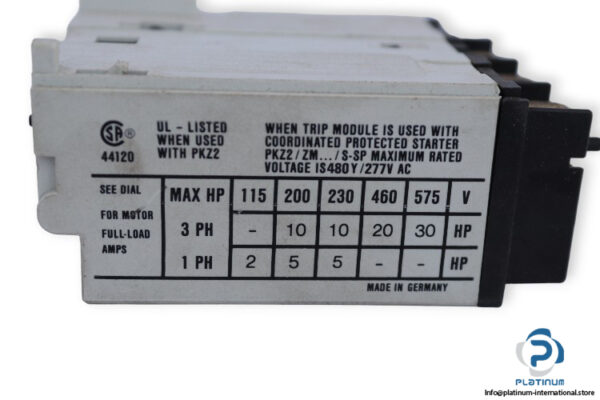 SA
44120
UL - LISTED
WHEN USED
WITH PKZ2
WHEN TRIP MODULE IS USED WITH
COORDINATED PROTECTED STARTER
PKZ2/ZM.../S-SP MAXIMUM RATED
VOLTAGE IS480Y/277V AC
SEE DIAL
FOR MOTOR
FULL-LOAD
AMPS
MAX HP 115 200 230 460 575 V
3 PH - 10 10 20 30 HP
1 PH 2 5 5 - - HP
MADE IN GERMANY
PLATINUM
Info@platinum-international.store